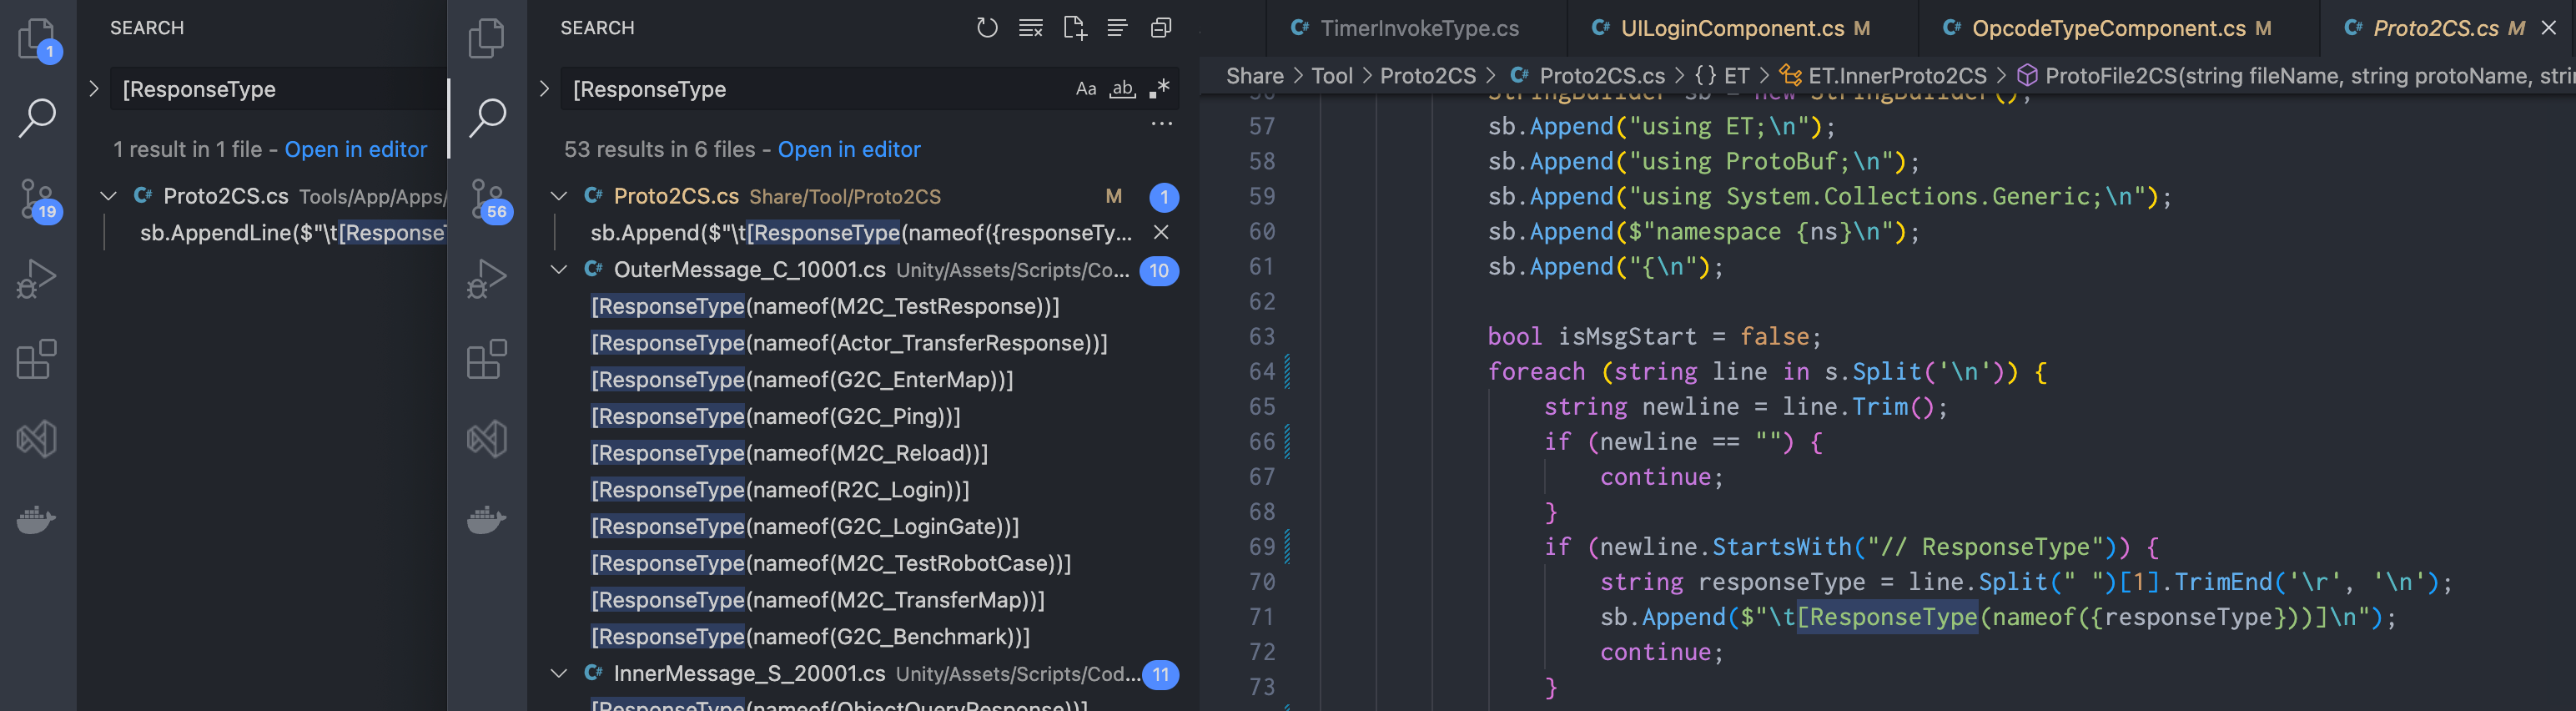 SEARCH
[ResponseType
1 result in 1 file - Open in editor
Proto2CS.cs Tools/App/Apps/
sb.AppendLine($"\t[Response
1
19
SEARCH
[ResponseType
Aa ab .*
53 results in 6 files - Open in editor
Proto2CS.cs Share/Tool/Proto2CS M 1
sb.Append($"\t[ResponseType(nameof({responseTy...
OuterMessage_C_10001.cs Unity/Assets/Scripts/Co... 10
[ResponseType(nameof(M2C_TestResponse))]
[ResponseType(nameof(Actor_TransferResponse))]
[ResponseType(nameof(G2C_EnterMap))]
[ResponseType(nameof(G2C_Ping))]
[ResponseType(nameof(M2C_Reload))]
[ResponseType(nameof(R2C_Login))]
[ResponseType(nameof(G2C_LoginGate))]
[ResponseType(nameof(M2C_TestRobotCase))]
[ResponseType(nameof(M2C_TransferMap))]
[ResponseType(nameof(G2C_Benchmark))]
InnerMessage_S_20001.cs Unity/Assets/Scripts/Cod... 11
[ResponseType(nameof(ObjectQueryResponse))]
56
C# TimerInvokeType.cs C# UILoginComponent.cs M C# OpcodeTypeComponent.cs M C# Proto2CS.cs M
Share > Tool > Proto2CS > C# Proto2CS.cs > {} ET > ET.InnerProto2CS > ProtoFile2CS(string fileName, string protoName, stri
56 StringBuilder sb = new StringBuilder();
57 sb.Append("using ET;\n");
58 sb.Append("using ProtoBuf;\n");
59 sb.Append("using System.Collections.Generic;\n");
60 sb.Append($"namespace {ns}\n");
61 sb.Append("{\n");
62
63 bool isMsgStart = false;
64 foreach (string line in s.Split('\n')) {
65 string newline = line.Trim();
66 if (newline == "") {
67 continue;
68 }
69 if (newline.StartsWith("// ResponseType")) {
70 string responseType = line.Split(" ")[1].TrimEnd('\r', '\n');
71 sb.Append($"\t[ResponseType(nameof({responseType}))]\n");
72 continue;
73 }